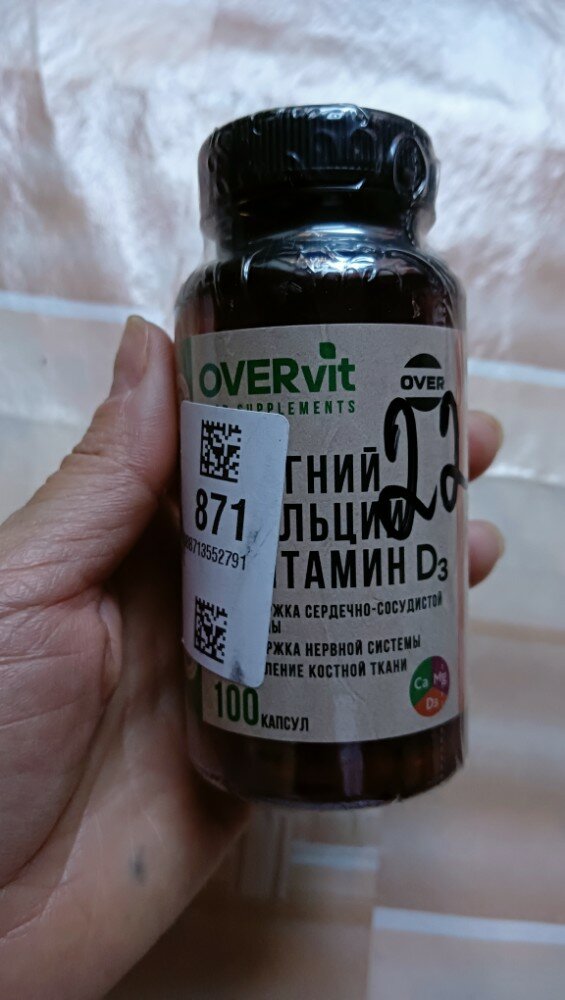 OVERvit
SUPPLEMENTS
OVER
22
871
ГНИЙ
ЛЬЦИЙ
ТАМИН D3
ЖКА СЕРДЕЧНО-СОСУДИСТОЙ
Ы
РЖКА НЕРВНОЙ СИСТЕМЫ
ЛЕНИЕ КОСТНОЙ ТКАНИ
100 КАПСУЛ
Ca Mg
D3